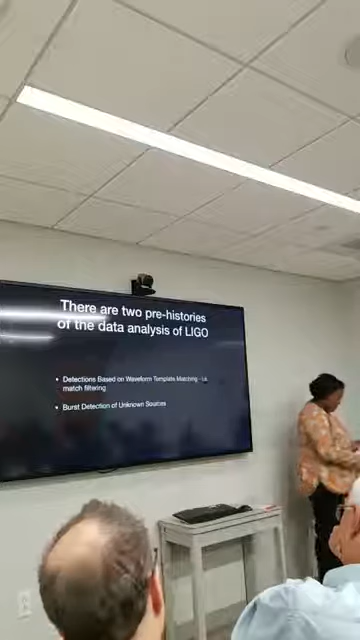 There are two pre-histories
of the data analysis of LIGO
• Detections Based on Waveform Template Matching - i.e.
match filtering
• Burst Detection of Unknown Sources